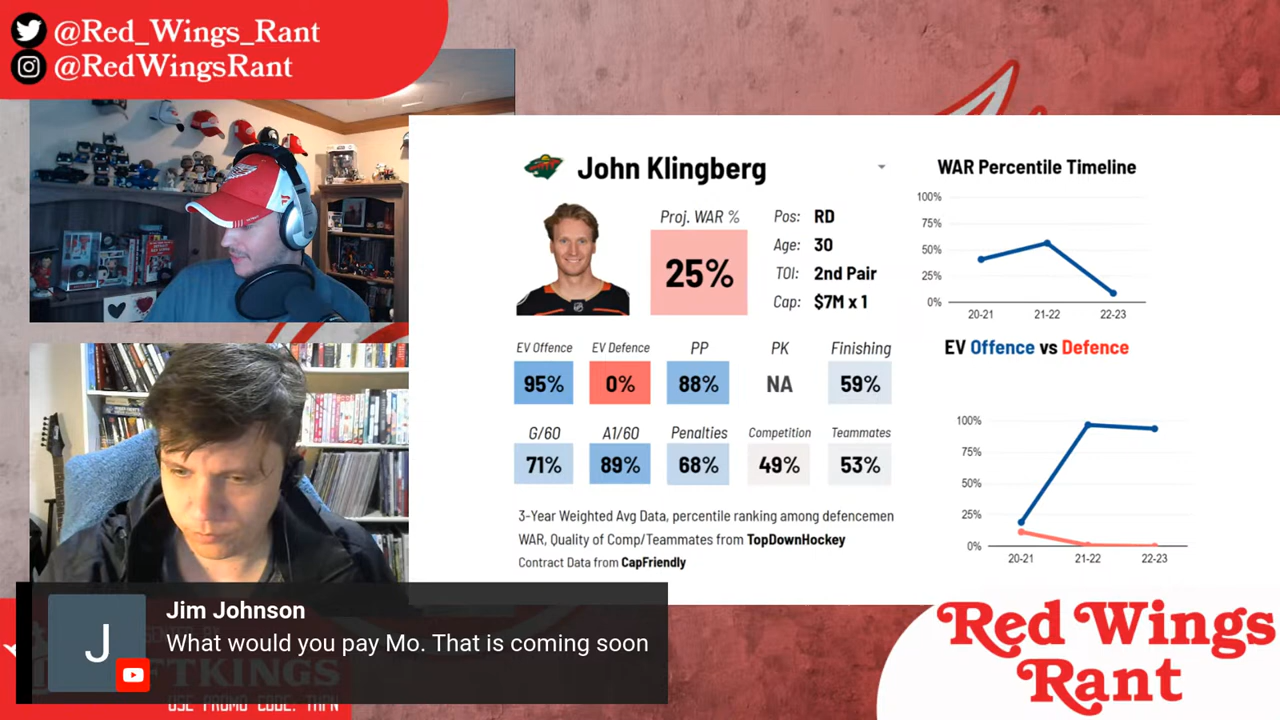 @Red_Wings_Rant
@RedWingsRant
John Klingberg
Proj. WAR %
25%
Pos: RD
Age: 30
TOI: 2nd Pair
Cap: $7M x 1
EV Offence EV Defence PP PK Finishing
95% 0% 88% NA 59%
G/60 A1/60 Penalties Competition Teammates
71% 89% 68% 49% 53%
3-Year Weighted Avg Data, percentile ranking among defencemen
WAR, Quality of Comp/Teammates from TopDownHockey
Contract Data from CapFriendly
WAR Percentile Timeline
100%
75%
50%
25%
0%
20-21 21-22 22-23
EV Offence vs Defence
100%
75%
50%
25%
0%
20-21 21-22 22-23
J
Jim Johnson
What would you pay Mo. That is coming soon
FTKINGS
USE PROMO CODE: THPN
Red Wings
Rant